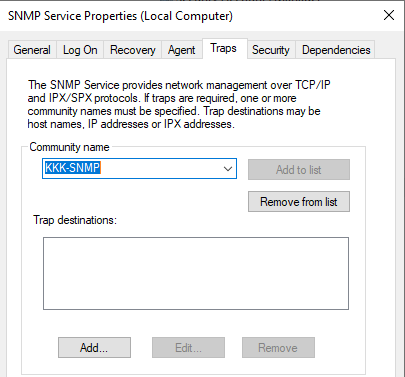 SNMP Service Properties (Local Computer)
General Log On Recovery Agent Traps Security Dependencies
The SNMP Service provides network management over TCP/IP
and IPX/SPX protocols. If traps are required, one or more
community names must be specified. Trap destinations may be
host names, IP addresses or IPX addresses.
Community name
KKK-SNMP
Add to list
Remove from list
Trap destinations:
Add... Edit... Remove